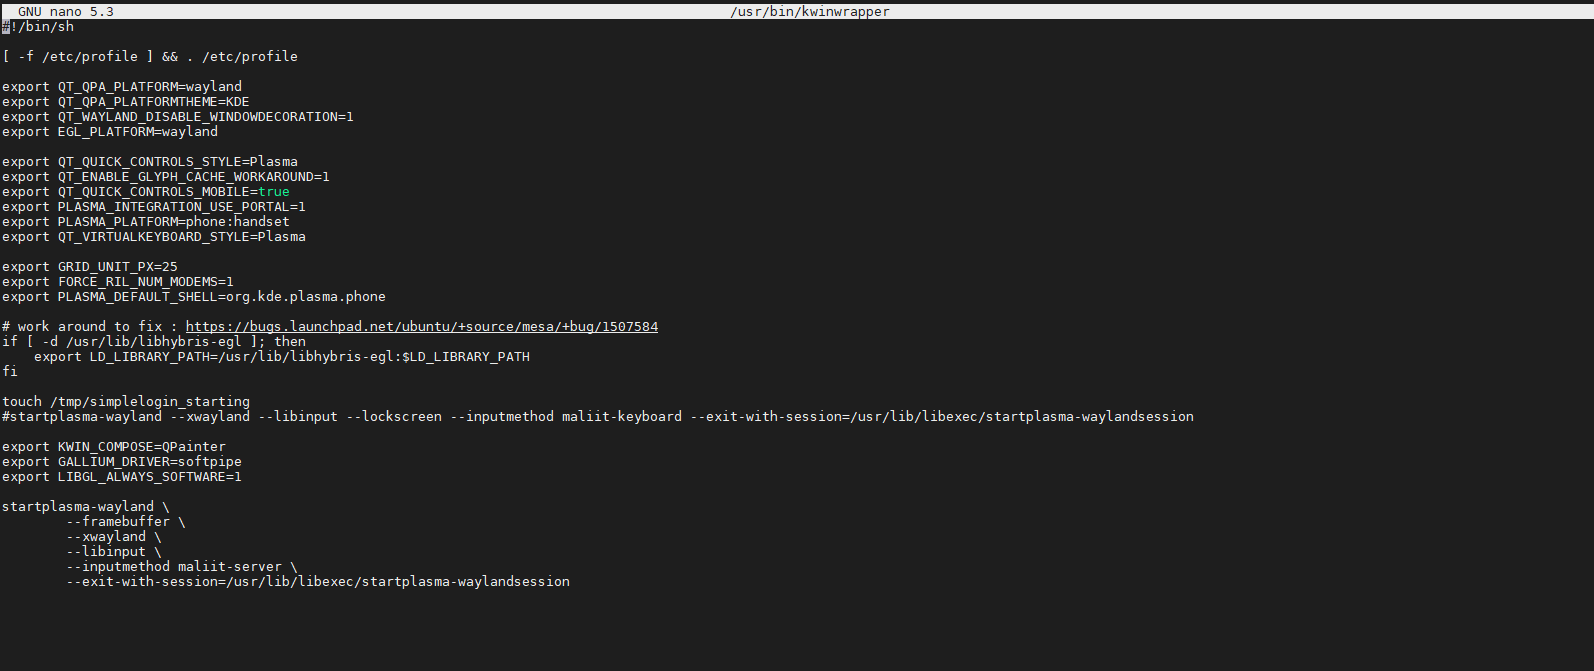 GNU nano 5.3 /usr/bin/kwinwrapper
#!/bin/sh
[ -f /etc/profile ] && . /etc/profile
export QT_QPA_PLATFORM=wayland
export QT_QPA_PLATFORMTHEME=KDE
export QT_WAYLAND_DISABLE_WINDOWDECORATION=1
export EGL_PLATFORM=wayland
export QT_QUICK_CONTROLS_STYLE=Plasma
export QT_ENABLE_GLYPH_CACHE_WORKAROUND=1
export QT_QUICK_CONTROLS_MOBILE=true
export PLASMA_INTEGRATION_USE_PORTAL=1
export PLASMA_PLATFORM=phone:handset
export QT_VIRTUALKEYBOARD_STYLE=Plasma
export GRID_UNIT_PX=25
export FORCE_RIL_NUM_MODEMS=1
export PLASMA_DEFAULT_SHELL=org.kde.plasma.phone
# work around to fix : https://bugs.launchpad.net/ubuntu/+source/mesa/+bug/1507584
if [ -d /usr/lib/libhybris-egl ]; then
    export LD_LIBRARY_PATH=/usr/lib/libhybris-egl:$LD_LIBRARY_PATH
fi
touch /tmp/simplelogin_starting
#startplasma-wayland --xwayland --libinput --lockscreen --inputmethod maliit-keyboard --exit-with-session=/usr/lib/libexec/startplasma-waylandsession
export KWIN_COMPOSE=QPainter
export GALLIUM_DRIVER=softpipe
export LIBGL_ALWAYS_SOFTWARE=1
startplasma-wayland \
        --framebuffer \
        --xwayland \
        --libinput \
        --inputmethod maliit-server \
        --exit-with-session=/usr/lib/libexec/startplasma-waylandsession